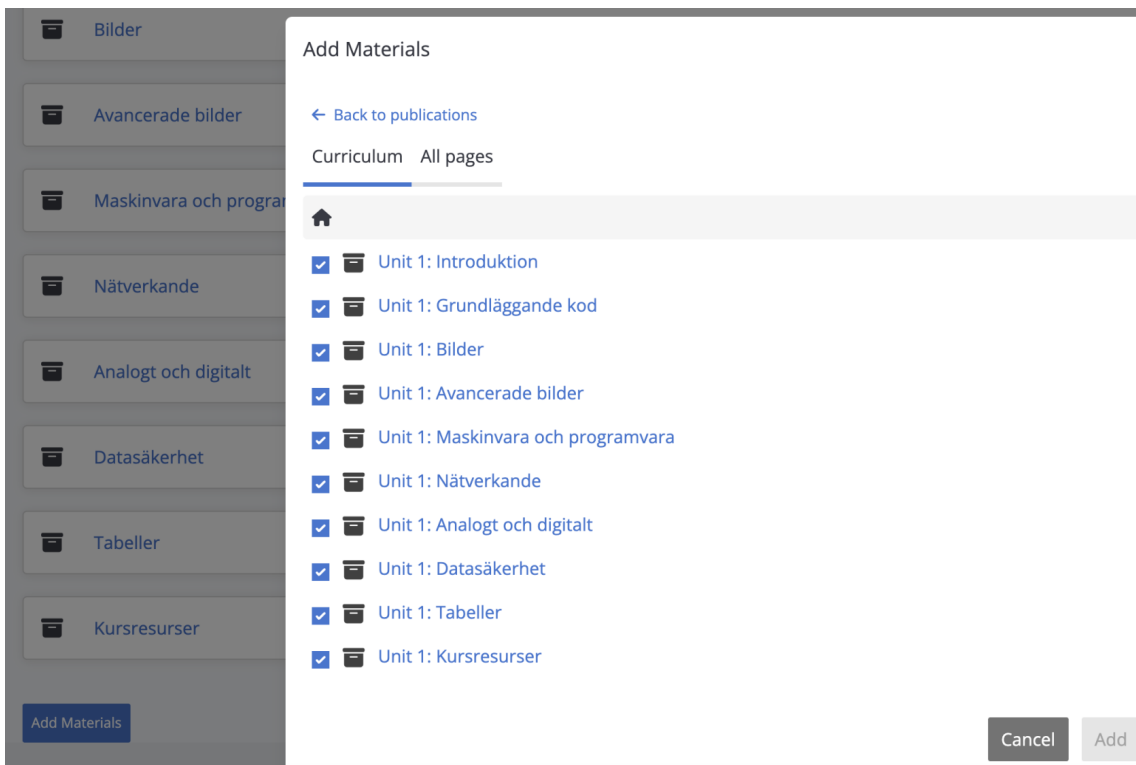 Bilder
Avancerade bilder
Maskinvara och
Nätverkande
Analogt och digitalt
Datasäkerhet
Tabeller
Kursresurser
Add Materials
Add Materials
← Back to publications
Curriculum All pages
Unit 1: Introduktion
Unit 1: Grundläggande kod
Unit 1: Bilder
Unit 1: Avancerade bilder
Unit 1: Maskinvara och programvara
Unit 1: Nätverkande
Unit 1: Analogt och digitalt
Unit 1: Datasäkerhet
Unit 1: Tabeller
Unit 1: Kursresurser
Cancel Add